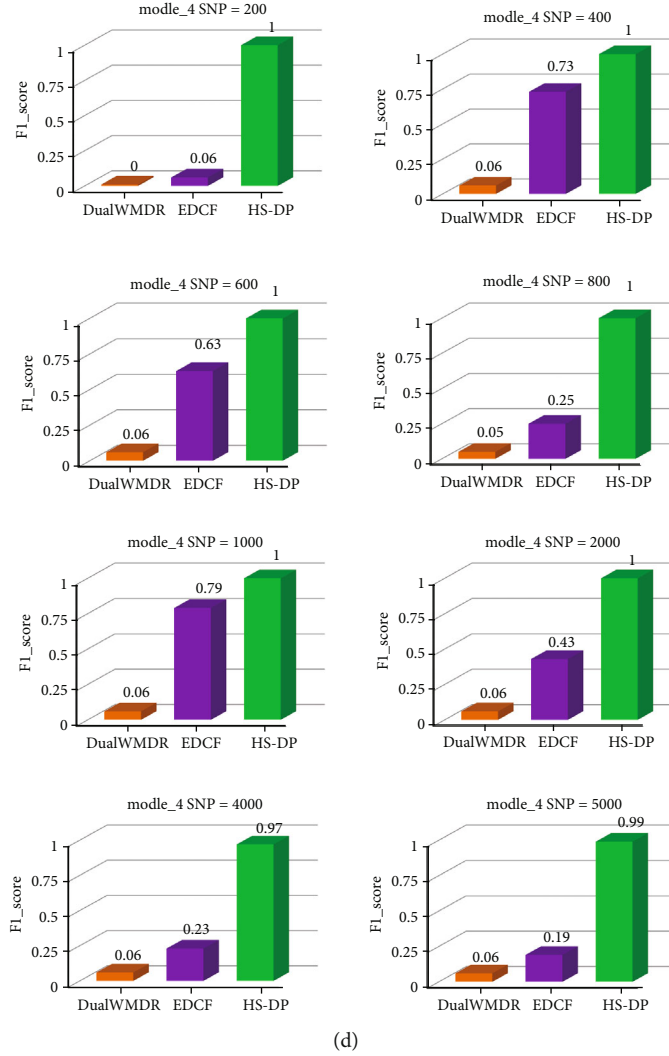 modle_4 SNP = 200
1
1
0.75
0.5
0.25
0
F1_score
0
0.06
DualWMDR
EDCF
HS-DP
modle_4 SNP = 400
1
1
0.75
0.5
0.25
0
F1_score
0.06
0.73
DualWMDR
EDCF
HS-DP
modle_4 SNP = 600
1
1
0.75
0.5
0.25
0
F1_score
0.06
0.63
DualWMDR
EDCF
HS-DP
modle_4 SNP = 800
1
1
0.75
0.5
0.25
0
F1_score
0.05
0.25
DualWMDR
EDCF
HS-DP
modle_4 SNP = 1000
1
1
0.75
0.5
0.25
0
F1_score
0.06
0.79
DualWMDR
EDCF
HS-DP
modle_4 SNP = 2000
1
1
0.75
0.5
0.25
0
F1_score
0.06
0.43
DualWMDR
EDCF
HS-DP
modle_4 SNP = 4000
0.97
1
0.75
0.5
0.25
0
F1_score
0.06
0.23
DualWMDR
EDCF
HS-DP
modle_4 SNP = 5000
0.99
1
0.75
0.5
0.25
0
F1_score
0.06
0.19
DualWMDR
EDCF
HS-DP
(d)